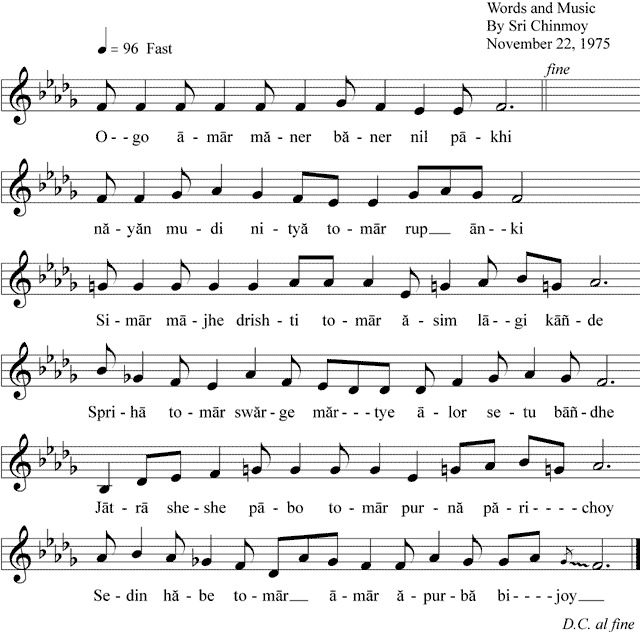 Words and Music
By Sri Chinmoy
November 22, 1975
= 96 Fast
fine
O - - go ā - mār mă - ner bă - ner nil pā - khi
nă - yăn mu - di ni - tyă to - mār rup ān - - ki
Si - mār mā - jhe drish - ti to - mār ă - sim lā - gi kāñ - de
Spri - hā to - mār swăr - ge măr - - - tye ā - lor se - tu bāñ - dhe
Jāt - rā she - she pā - bo to - mār pur - nă pă - ri - - - - choy
Se - din hă - be to - mār ā - mār ă - pur - bă bi - - - - joy
D.C. al fine